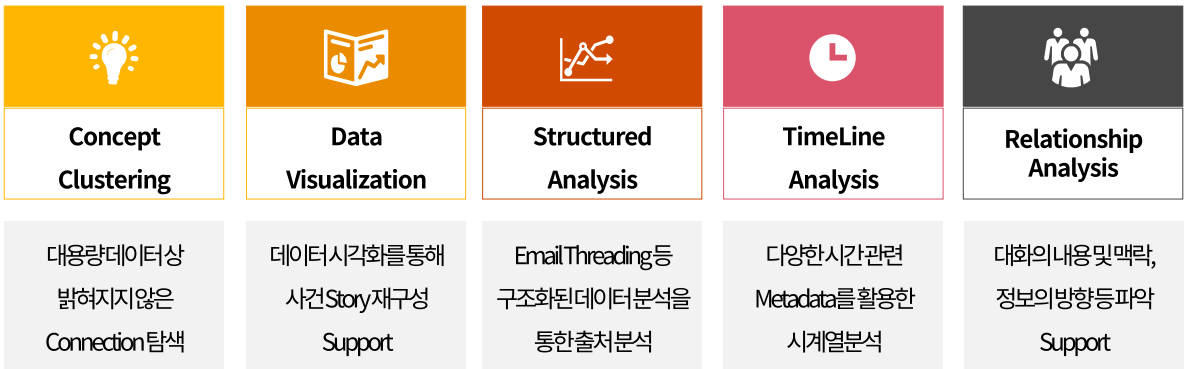 Concept
Clustering
대용량 데이터 상
밝혀지지 않은
Connection 탐색
Data
Visualization
데이터 시각화를 통해
사건 Story 재구성
Support
Structured
Analysis
Email Threading 등
구조화된 데이터 분석을
통한 출처 분석
TimeLine
Analysis
다양한 시간 관련
Metadata를 활용한
시계열분석
Relationship
Analysis
대화의 내용 및 맥락,
정보의 방향 등 파악
Support